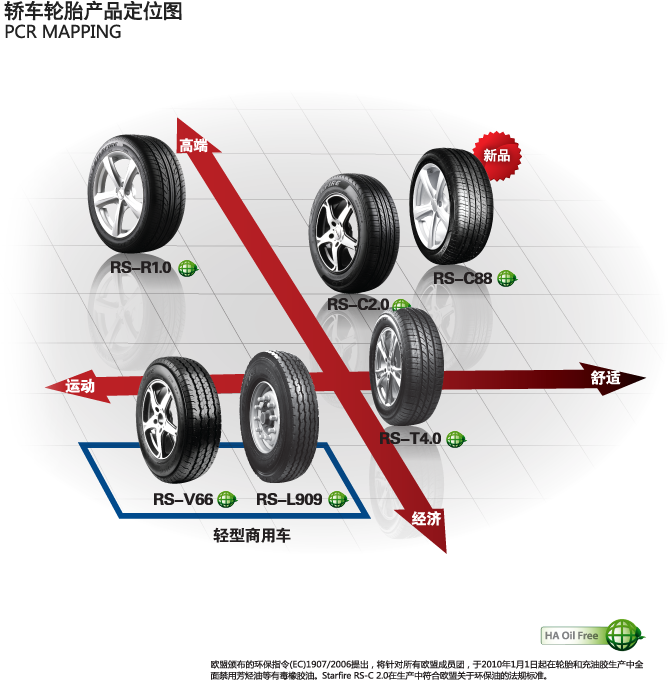 轿车轮胎产品定位图
PCR MAPPING
高端
新品
RS-R1.0
RS-C88
RS-C2.0
运动
舒适
RS-T4.0
RS-V66
RS-L909
经济
轻型商用车
HA Oil Free
欧盟颁布的环保指令(EC)1907/2006提出，将针对所有欧盟成员团，于2010年1月1日起在轮胎和充油胶生产中全
面禁用芳烃油等有毒橡胶油。Starfire RS-C 2.0在生产中符合欧盟关于环保油的法规标准。